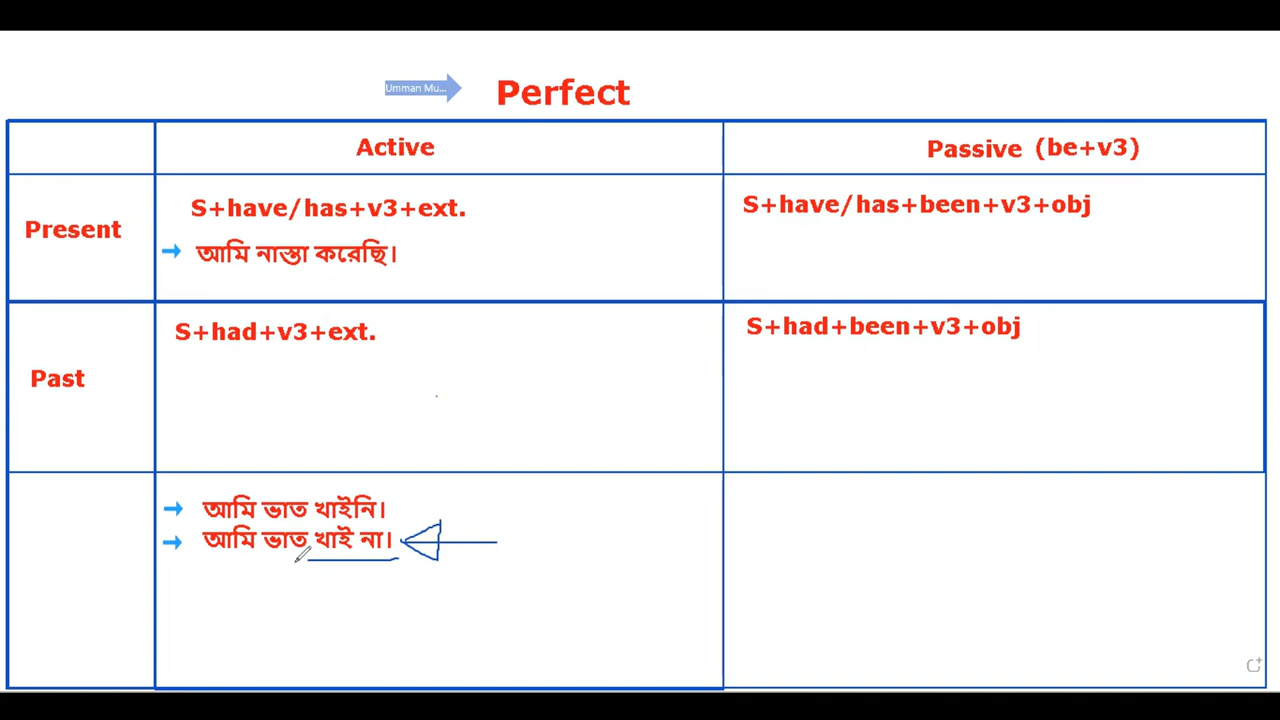 Umman Mu...
Perfect
Active
Passive (be+v3)
Present
S+have/has+v3+ext.
S+have/has+been+v3+obj
→ আমি নাস্তা করেছি।
Past
S+had+v3+ext.
S+had+been+v3+obj
→ আমি ভাত খাইনি।
→ আমি ভাত খাই না।